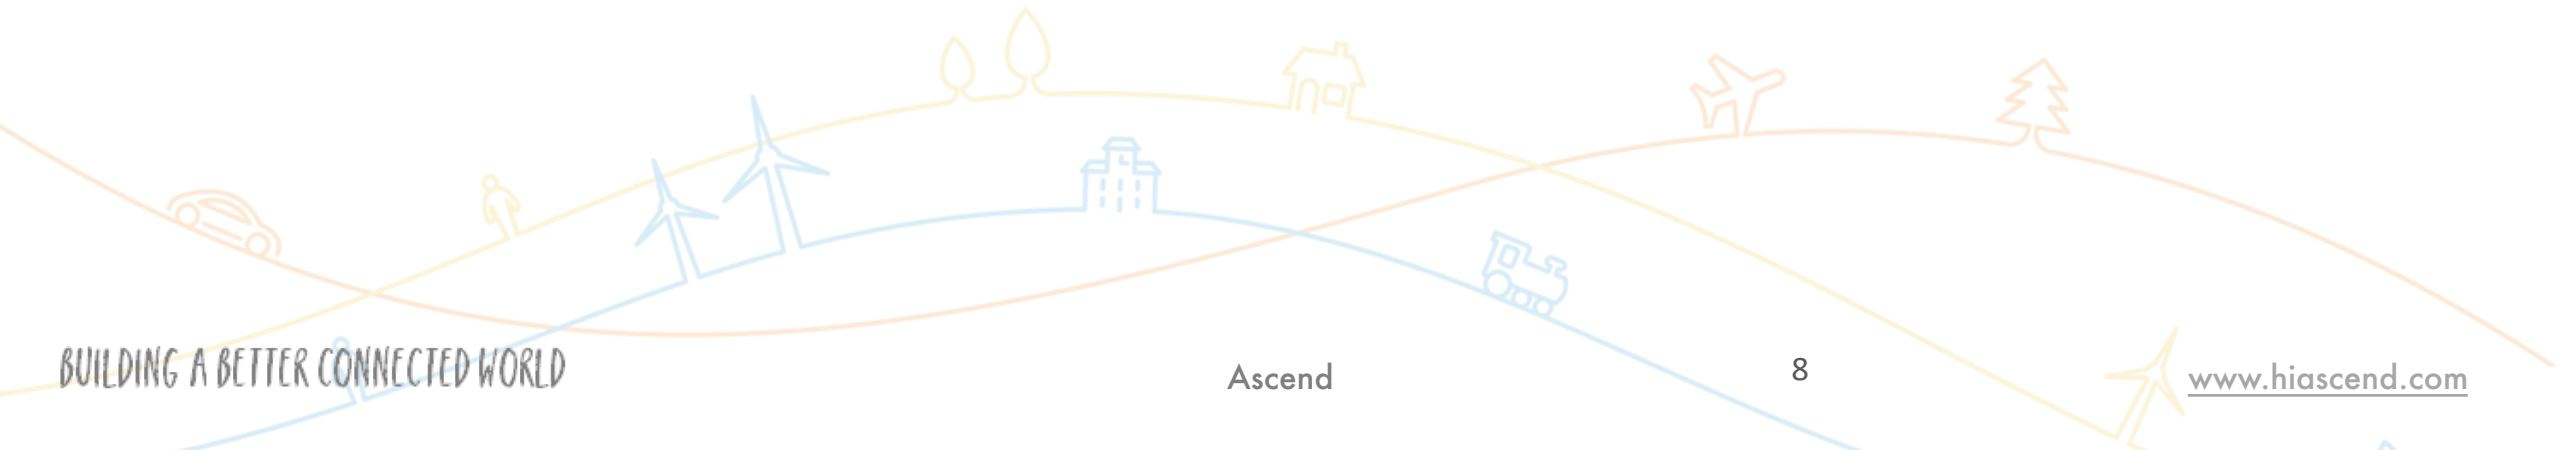 BUILDING A BETTER CONNECTED WORLD
Ascend
8
www.hiascend.com